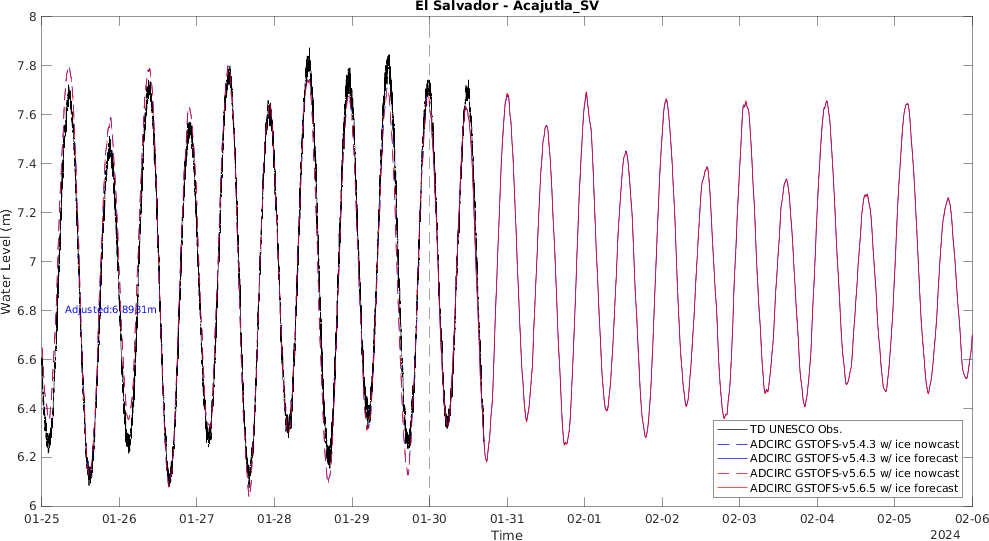 El Salvador - Acajutla_SV
8
7.8
7.6
7.4
7.2
7
6.8
6.6
6.4
6.2
6
Water Level (m)
Adjusted:6.8931m
TD UNESCO Obs.
ADCIRC GSTOFS-v5.4.3 w/ ice nowcast
ADCIRC GSTOFS-v5.4.3 w/ ice forecast
ADCIRC GSTOFS-v5.6.5 w/ ice nowcast
ADCIRC GSTOFS-v5.6.5 w/ ice forecast
01-25 01-26 01-27 01-28 01-29 01-30 01-31 02-01 02-02 02-03 02-04 02-05 02-06
Time
2024